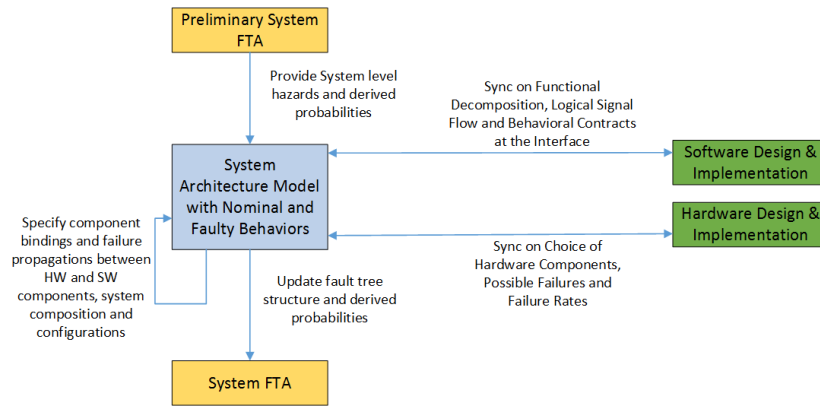 Preliminary System
FTA
Provide System level
hazards and derived
probabilities
Sync on Functional
Decomposition, Logical Signal
Flow and Behavioral Contracts
at the Interface
System
Architecture Model
with Nominal and
Faulty Behaviors
Software Design &
Implementation
Hardware Design &
Implementation
Specify component
bindings and failure
propagations between
HW and SW
components, system
composition and
configurations
Sync on Choice of
Hardware Components,
Possible Failures and
Failure Rates
Update fault tree
structure and derived
probabilities
System FTA